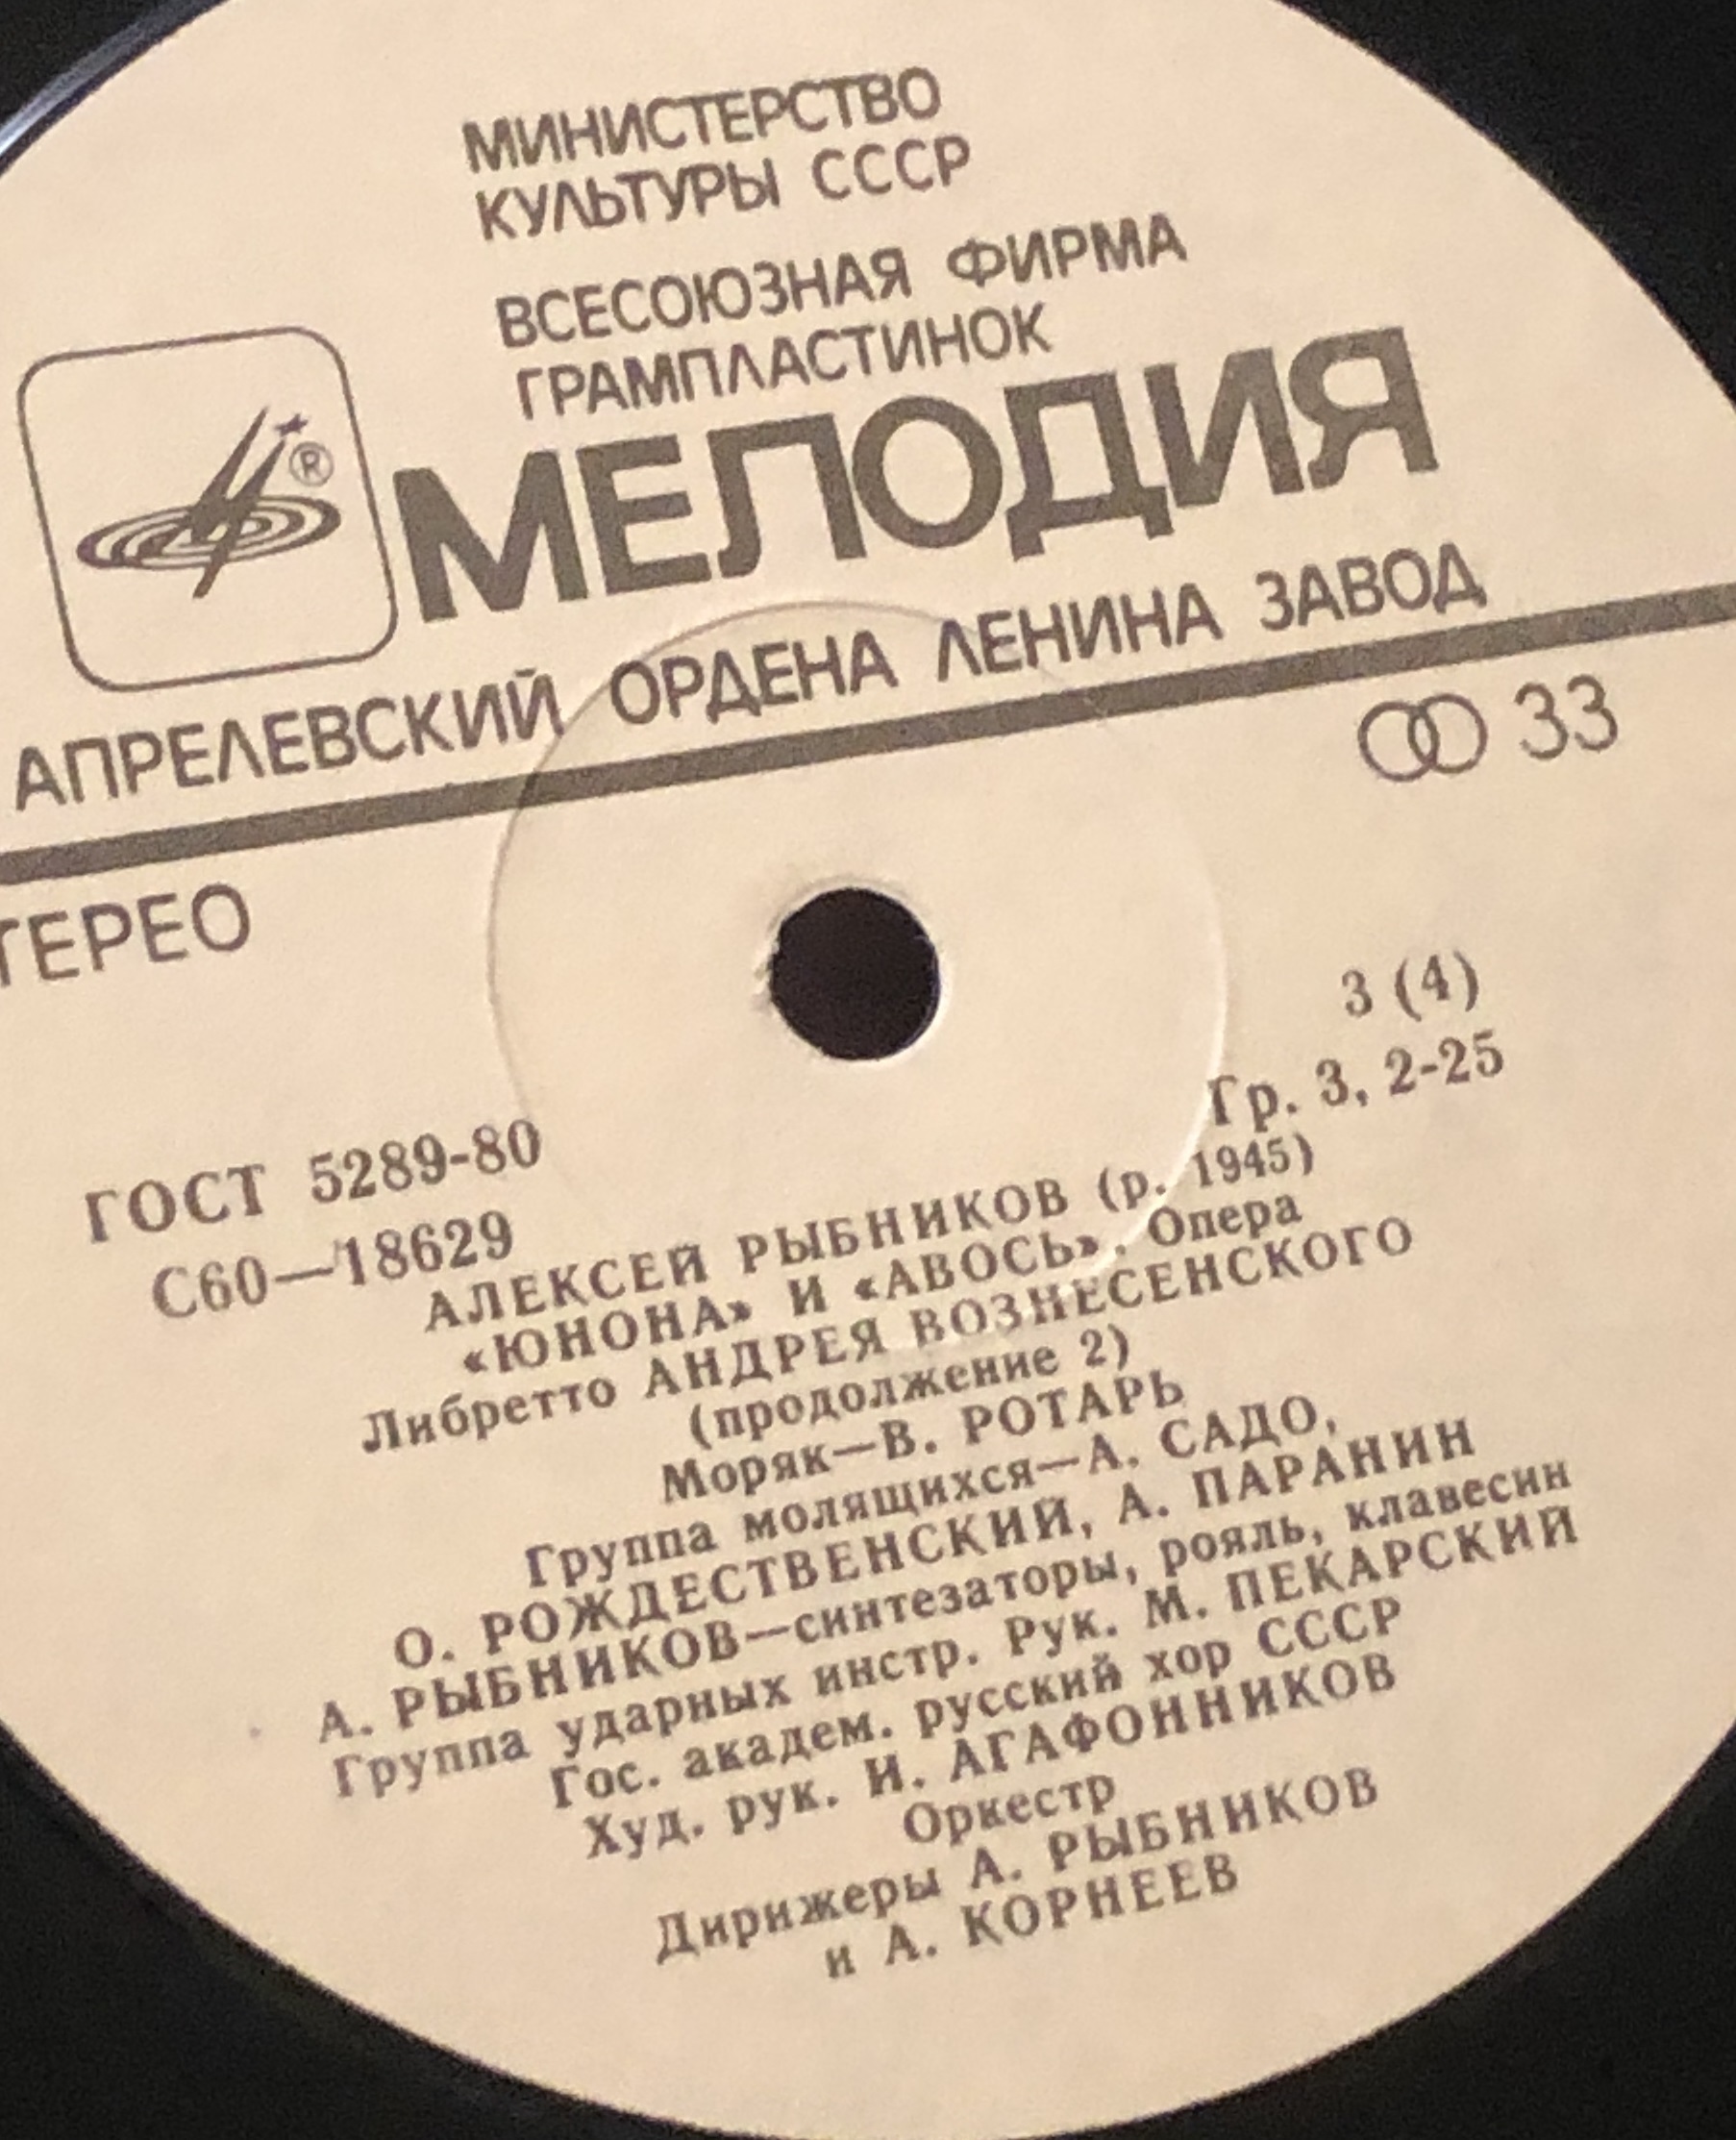 МИНИСТЕРСТВО
КУЛЬТУРЫ СССР
ВСЕСОЮЗНАЯ ФИРМА
ГРАМПЛАСТИНОК
®
МЕЛОДИЯ
АПРЕЛЕВСКИЙ ОРДЕНА ЛЕНИНА ЗАВОД
33
ТЕРЕО
3 (4)
Гр. 3, 2-25
ГОСТ 5289-80
С60—18629
АЛЕКСЕЙ РЫБНИКОВ (р. 1945)
«ЮНОНА» И «АВОСЬ». Опера
Либретто АНДРЕЯ ВОЗНЕСЕНСКОГО
(продолжение 2)
Моряк—В. РОТАРЬ
Группа молящихся—А. САДО,
О. РОЖДЕСТВЕНСКИЙ, А. ПАРАНИН
А. РЫБНИКОВ—синтезаторы, рояль, клавесин
Группа ударных инстр. Рук. М. ПЕКАРСКИЙ
Гос. академ. русский хор СССР
Худ. рук. И. АГАФОННИКОВ
Оркестр
Дирижеры А. РЫБНИКОВ
и А. КОРНЕЕВ